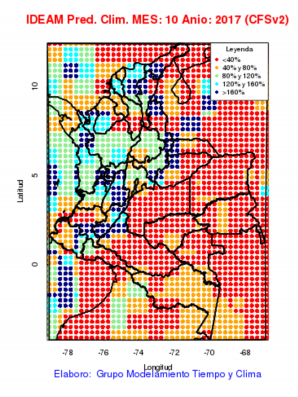 IDEAM Pred. Clim. MES: 10 Anio: 2017 (CFSv2)
Leyenda
<40%
40% y 80%
80% y 120%
120% y 160%
>160%
10
5
0
Latitud
-78 -76 -74 -72 -70 -68
Longitud
Elaboro: Grupo Modelamiento Tiempo y Clima